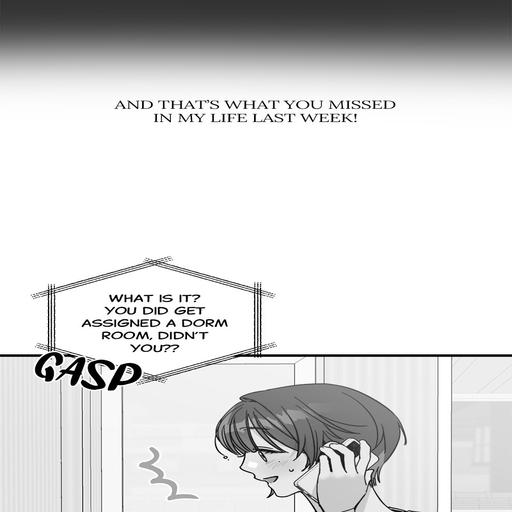 AND THAT'S WHAT YOU MISSED
IN MY LIFE LAST WEEK!
WHAT IS IT?
YOU DID GET
ASSIGNED A DORM
ROOM, DIDN'T
YOU??
GASP